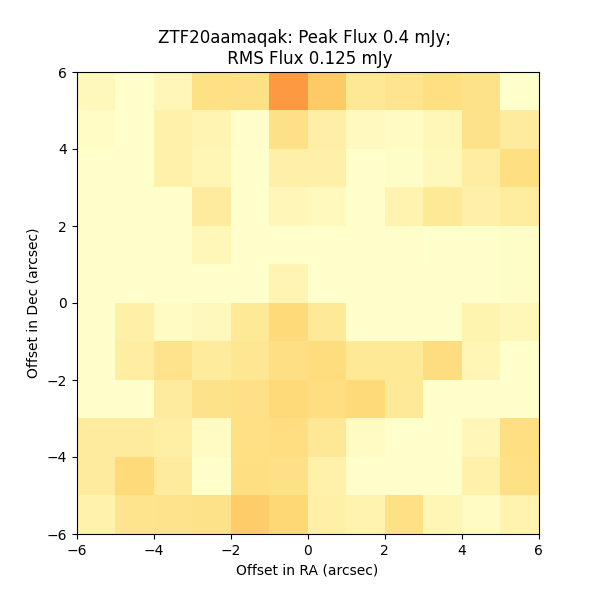 ZTF20aamaqak: Peak Flux 0.4 mJy;
RMS Flux 0.125 mJy
6
4
2
0
−2
−4
−6
Offset in Dec (arcsec)
−6 −4 −2 0 2 4 6
Offset in RA (arcsec)